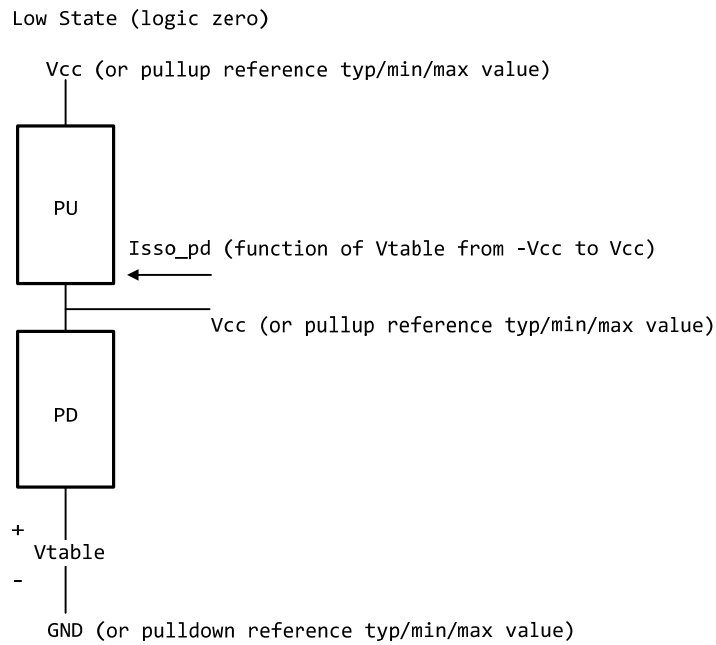 Low State (logic zero)
Vcc (or pullup reference typ/min/max value)
PU
Isso_pd (function of Vtable from -Vcc to Vcc)
Vcc (or pullup reference typ/min/max value)
PD
+
Vtable
-
GND (or pulldown reference typ/min/max value)